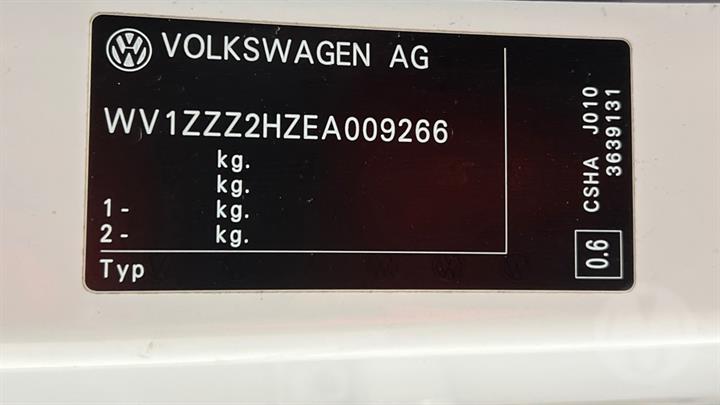 VOLKSWAGEN AG
WV1ZZZ2HZEA009266
kg.
kg.
1- kg.
2- kg.
Typ
CSHA J010
3639131
0.6